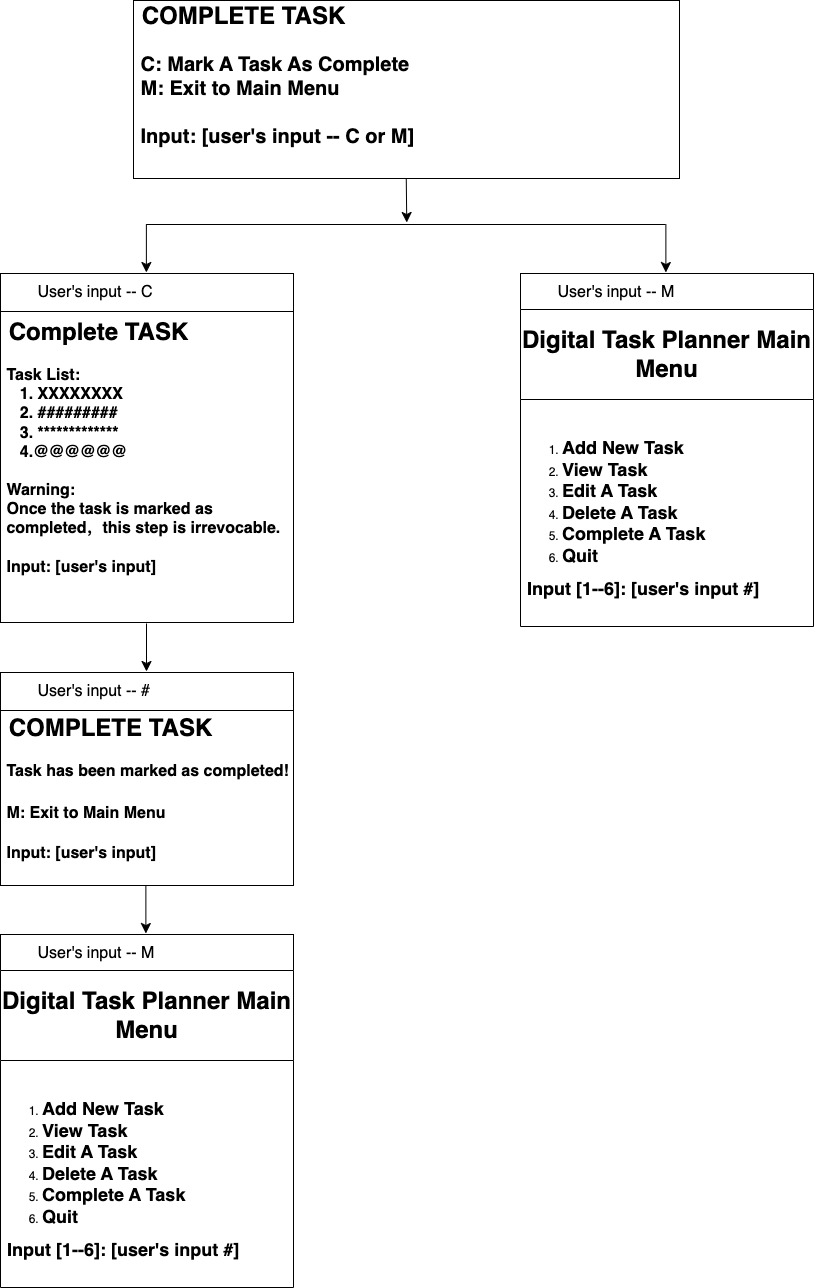 COMPLETE TASK
C: Mark A Task As Complete
M: Exit to Main Menu
Input: [user's input -- C or M]
User's input -- C
Complete TASK
Task List:
1. XXXXXXXX
2. #########
3. *************
4.@@@@@@
Warning:
Once the task is marked as
completed，this step is irrevocable.
Input: [user's input]
User's input -- M
Digital Task Planner Main
Menu
1. Add New Task
2. View Task
3. Edit A Task
4. Delete A Task
5. Complete A Task
6. Quit
Input [1--6]: [user's input #]
User's input -- #
COMPLETE TASK
Task has been marked as completed!
M: Exit to Main Menu
Input: [user's input]
User's input -- M
Digital Task Planner Main
Menu
1. Add New Task
2. View Task
3. Edit A Task
4. Delete A Task
5. Complete A Task
6. Quit
Input [1--6]: [user's input #]